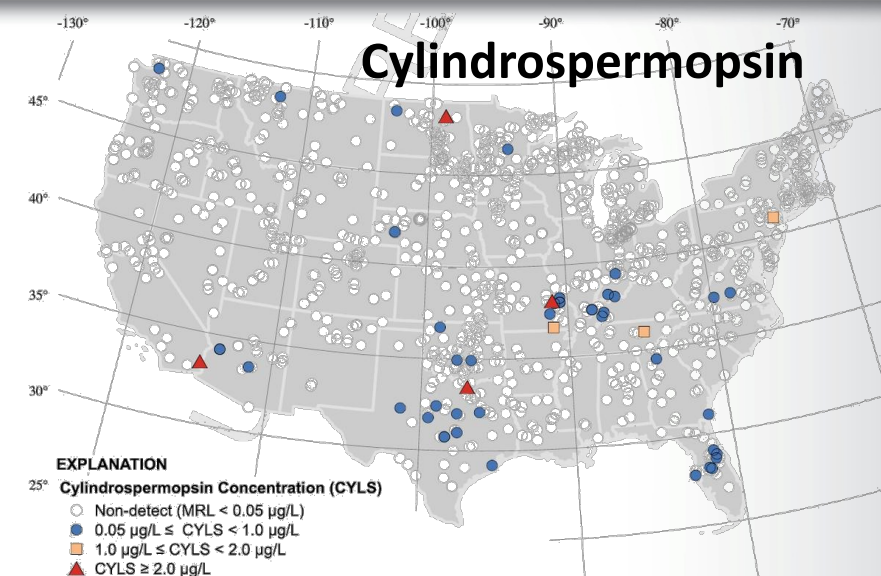 -130° -120° -110° -100° -90° -80° -70°
Cylindrospermopsin
45°
40°
35°
30°
25°
EXPLANATION
Cylindrospermopsin Concentration (CYLS)
Non-detect (MRL < 0.05 µg/L)
0.05 µg/L ≤ CYLS < 1.0 µg/L
1.0 µg/L ≤ CYLS < 2.0 µg/L
CYLS ≥ 2.0 µg/L